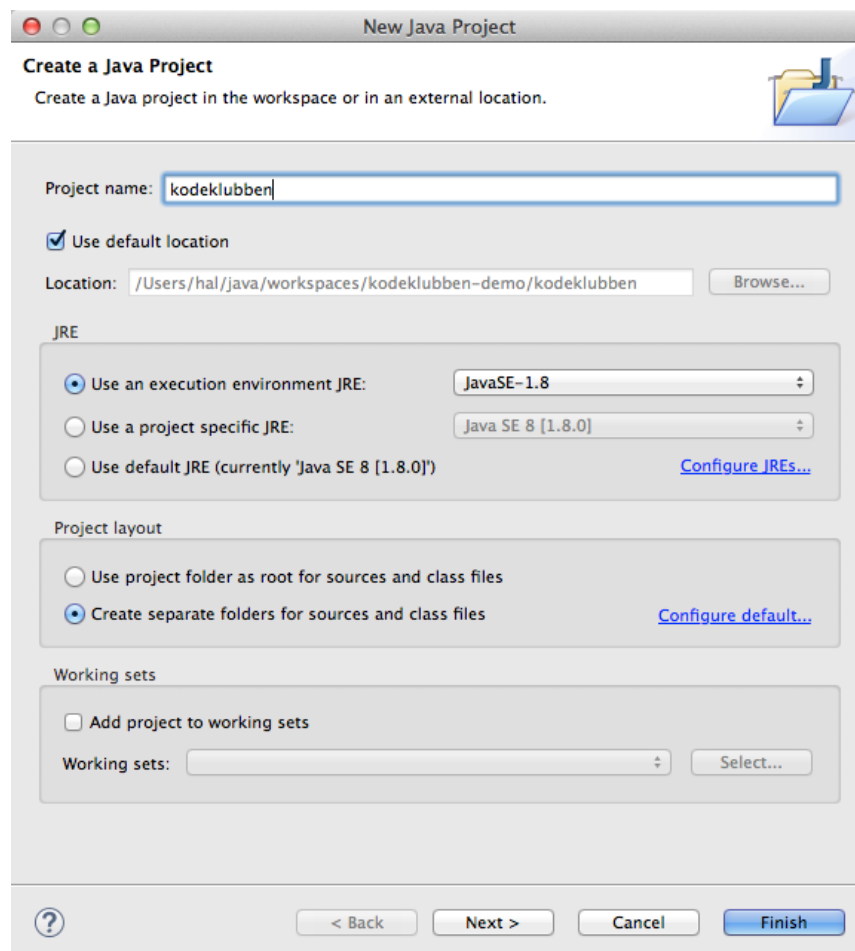 New Java Project
Create a Java Project
Create a Java project in the workspace or in an external location.
Project name: kodeklubben
Use default location
Location: /Users/hal/java/workspaces/kodeklubben-demo/kodeklubben Browse...
JRE
Use an execution environment JRE: JavaSE-1.8
Use a project specific JRE: Java SE 8 [1.8.0]
Use default JRE (currently 'Java SE 8 [1.8.0]') Configure JREs...
Project layout
Use project folder as root for sources and class files
Create separate folders for sources and class files Configure default...
Working sets
Add project to working sets
Working sets: Select...
? < Back Next > Cancel Finish